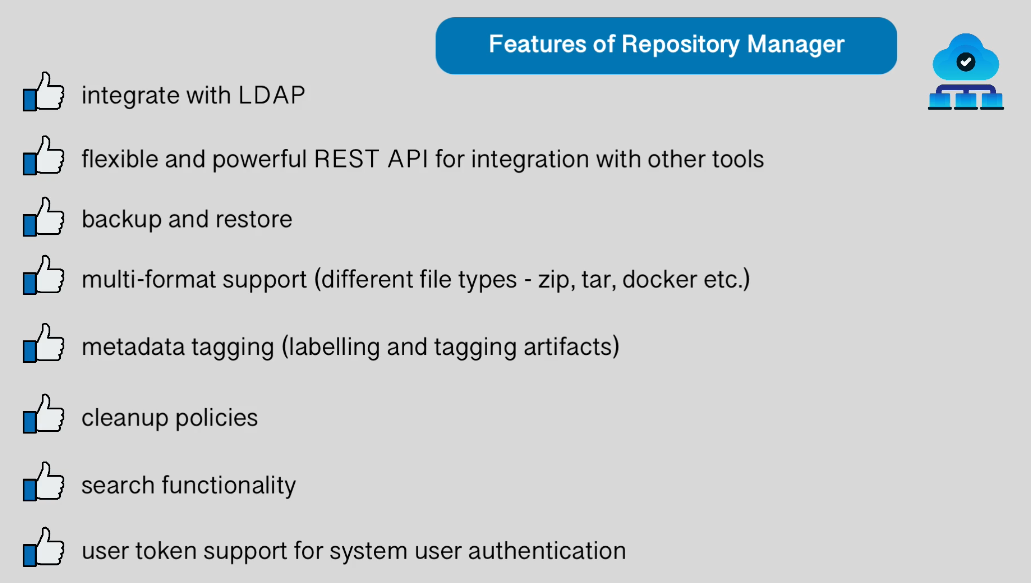 Features of Repository Manager
integrate with LDAP
flexible and powerful REST API for integration with other tools
backup and restore
multi-format support (different file types - zip, tar, docker etc.)
metadata tagging (labelling and tagging artifacts)
cleanup policies
search functionality
user token support for system user authentication